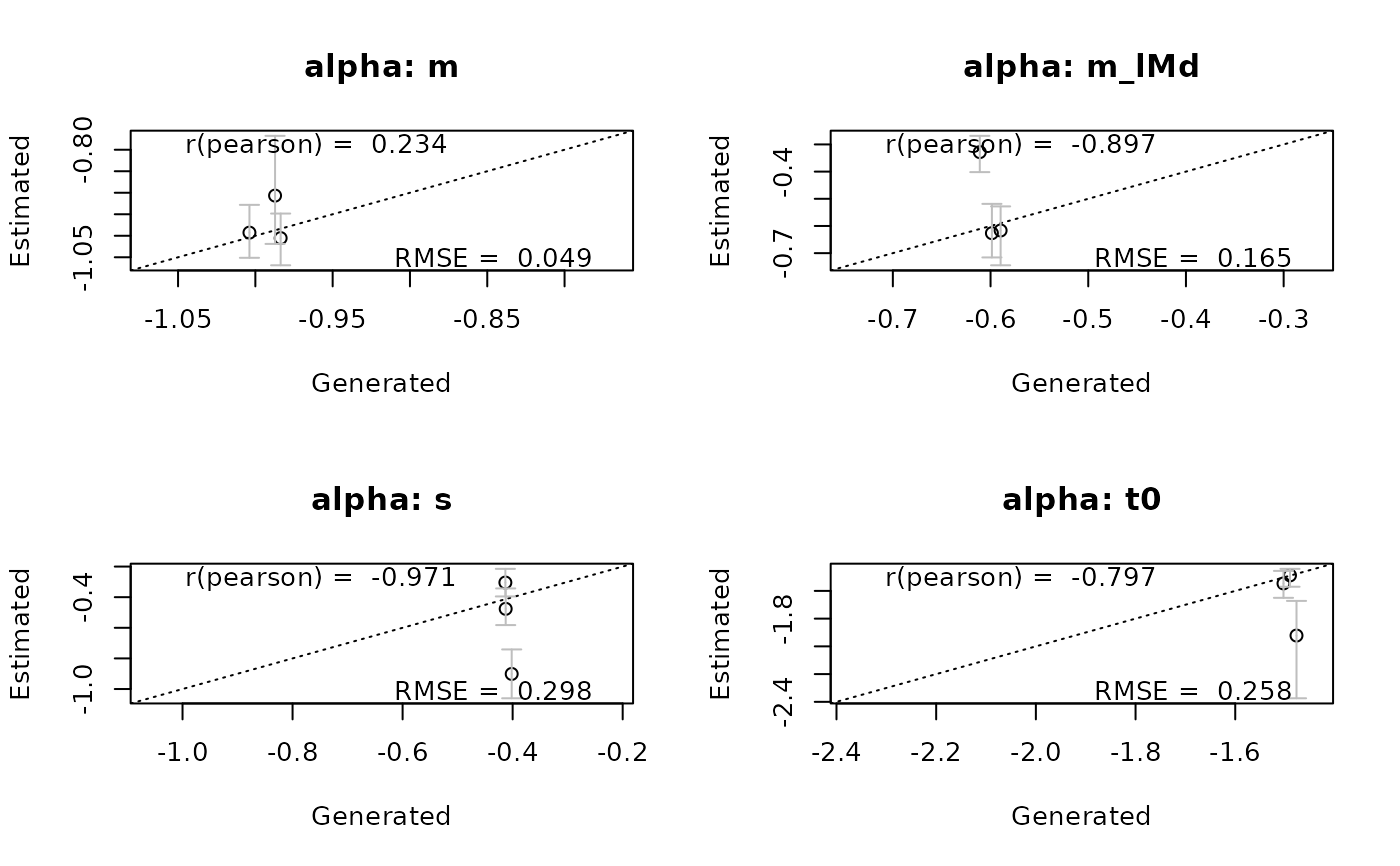 alpha: m
r(pearson) = 0.234
RMSE = 0.049
Estimated
-1.05 -0.80
-1.05 -0.95 -0.85
Generated
alpha: m_lMd
r(pearson) = -0.897
RMSE = 0.165
Estimated
-0.7 -0.4
-0.7 -0.6 -0.5 -0.4 -0.3
Generated
alpha: s
r(pearson) = -0.971
RMSE = 0.298
Estimated
-1.0 -0.4
-1.0 -0.8 -0.6 -0.4 -0.2
Generated
alpha: t0
r(pearson) = -0.797
RMSE = 0.258
Estimated
-2.4 -1.8
-2.4 -2.2 -2.0 -1.8 -1.6
Generated